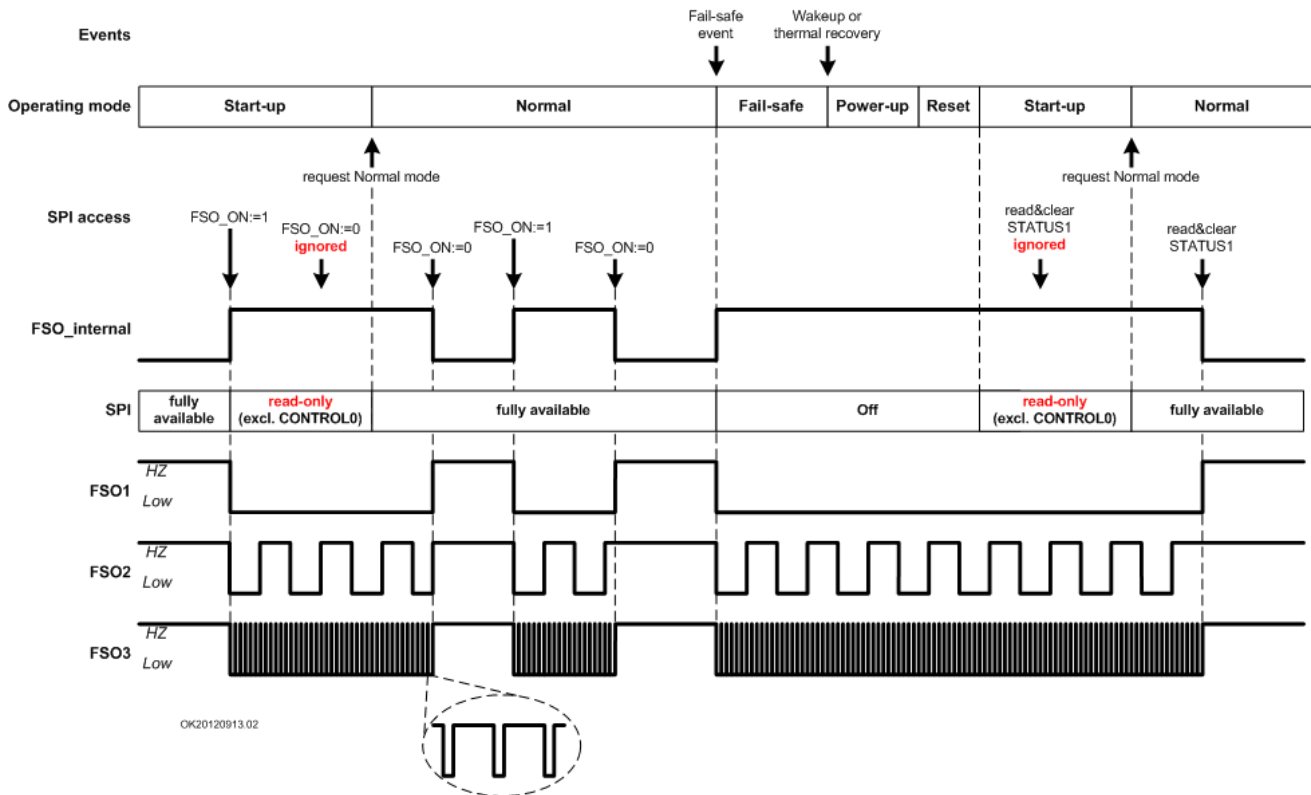 Events
Fail-safe
event
Wakeup or
thermal recovery
Operating mode
Start-up
Normal
Fail-safe
Power-up
Reset
Start-up
Normal
request Normal mode
request Normal mode
SPI access
FSO_ON:=1
FSO_ON:=0
ignored
FSO_ON:=0
FSO_ON:=1
FSO_ON:=0
read&clear
STATUS1
ignored
read&clear
STATUS1
FSO_internal
SPI
fully
available
read-only
(excl. CONTROL0)
fully available
Off
read-only
(excl. CONTROL0)
fully available
FSO1
HZ
Low
FSO2
HZ
Low
FSO3
HZ
Low
OK20120913.02